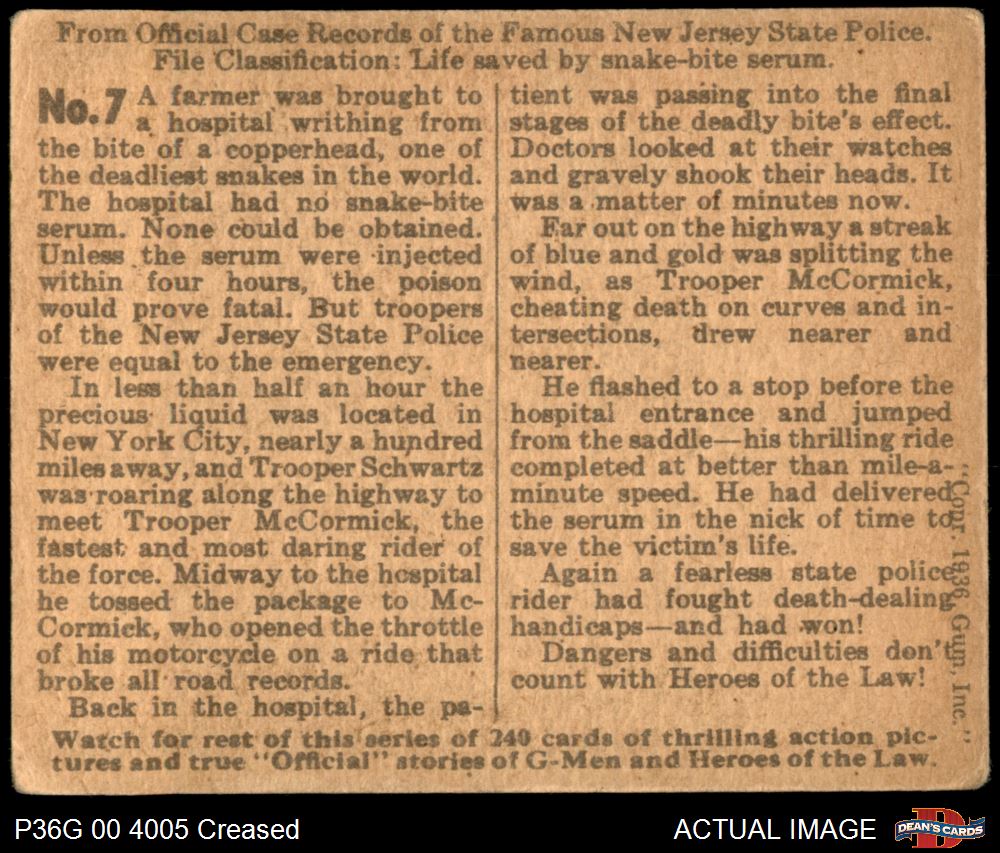 From Official Case Records of the Famous New Jersey State Police.
File Classification: Life saved by snake-bite serum.
No.7 A farmer was brought to
a hospital writhing from
the bite of a copperhead, one of
the deadliest snakes in the world.
The hospital had no snake-bite
serum. None could be obtained.
Unless the serum were injected
within four hours, the poison
would prove fatal. But troopers
of the New Jersey State Police
were equal to the emergency.
In less than half an hour the
precious liquid was located in
New York City, nearly a hundred
miles away, and Trooper Schwartz
was roaring along the highway to
meet Trooper McCormick, the
fastest and most daring rider of
the force. Midway to the hospital
he tossed the package to Mc-
Cormick, who opened the throttle
of his motorcycle on a ride that
broke all road records.
Back in the hospital, the pa-
tient was passing into the final
stages of the deadly bite's effect.
Doctors looked at their watches
and gravely shook their heads. It
was a matter of minutes now.
Far out on the highway a streak
of blue and gold was splitting the
wind, as Trooper McCormick,
cheating death on curves and in-
tersections, drew nearer and
nearer.
He flashed to a stop before the
hospital entrance and jumped
from the saddle—his thrilling ride
completed at better than mile-a-
minute speed. He had delivered
the serum in the nick of time to
save the victim's life.
Again a fearless state police
rider had fought death-dealing
handicaps—and had won!
Dangers and difficulties don't
count with Heroes of the Law!
"Copr. 1936, Gum, Inc."
Watch for rest of this series of 240 cards of thrilling action pic-
tures and true "Official" stories of G-Men and Heroes of the Law.
P36G 00 4005 Creased
ACTUAL IMAGE
D
DEAN'S CARDS